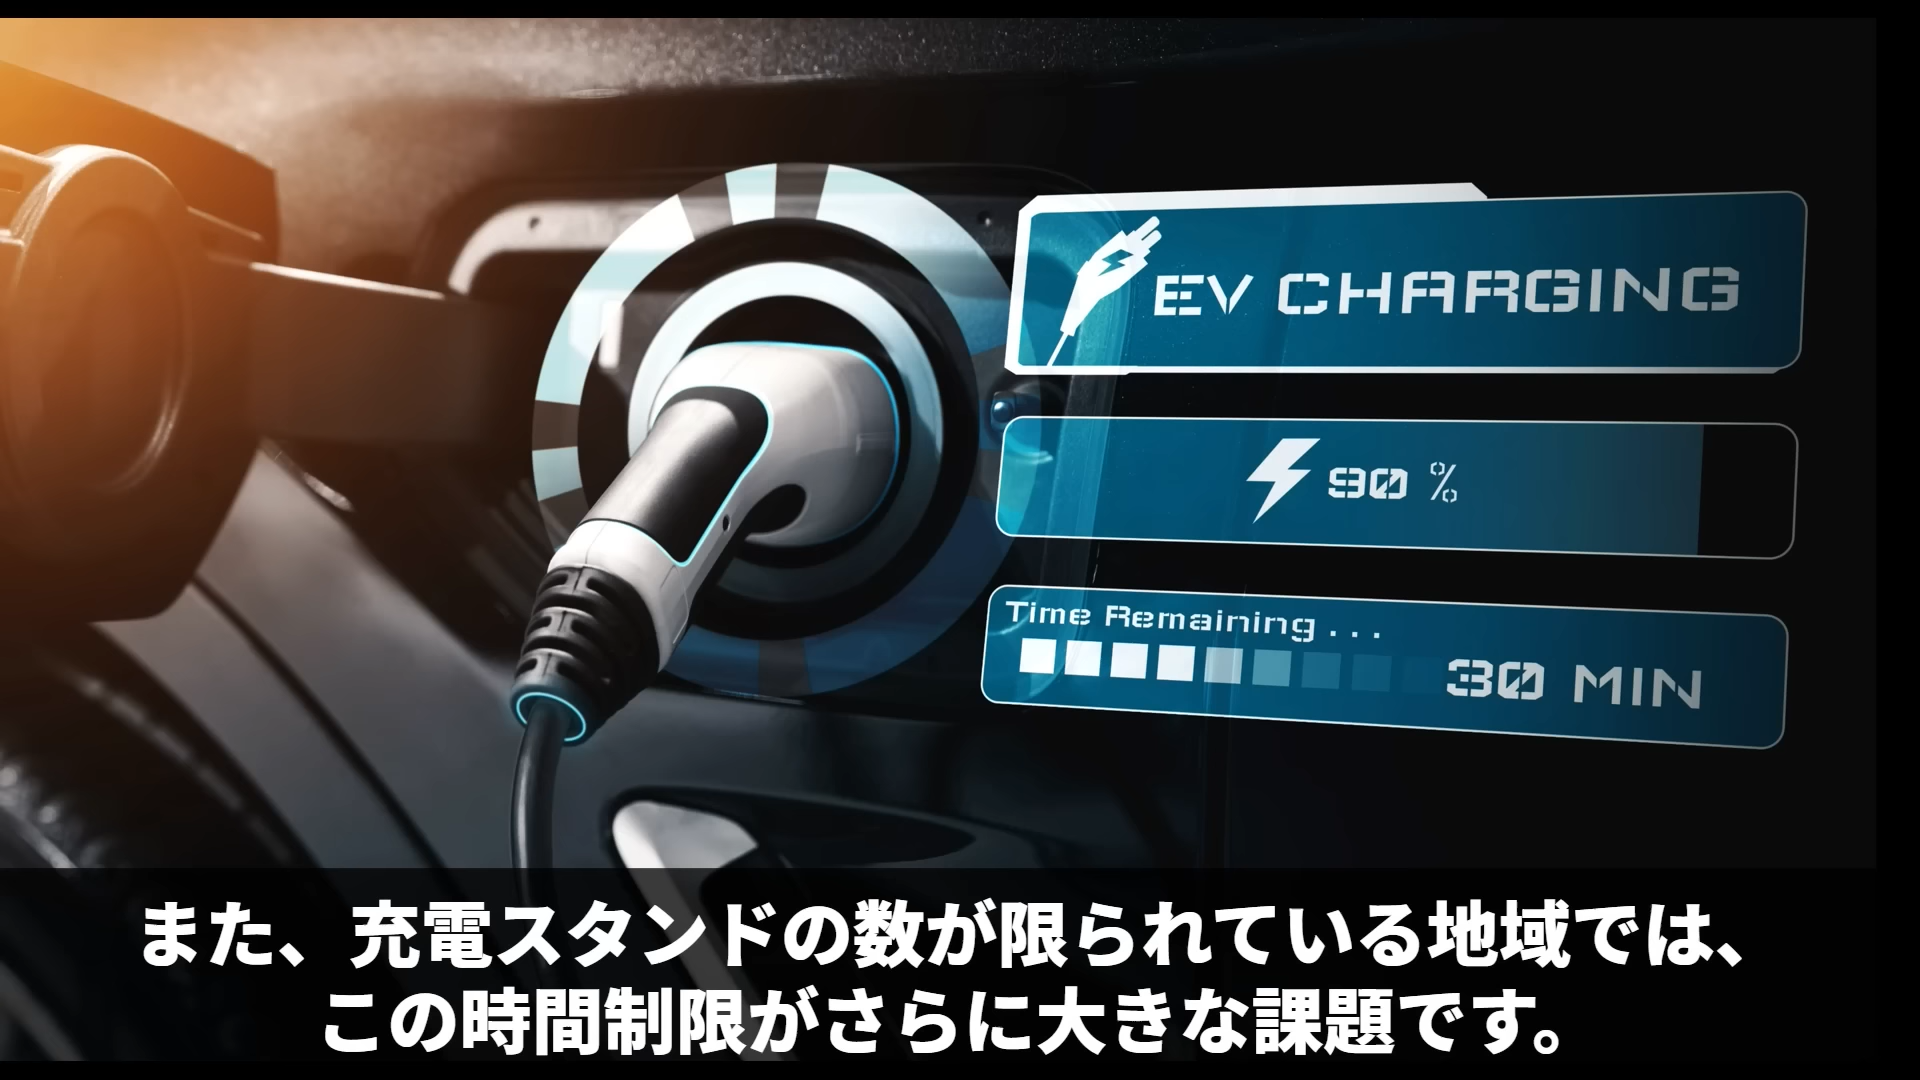 EV CHARGING
90 %
Time Remaining...
30 MIN
また、充電スタンドの数が限られている地域では、
この時間制限がさらに大きな課題です。